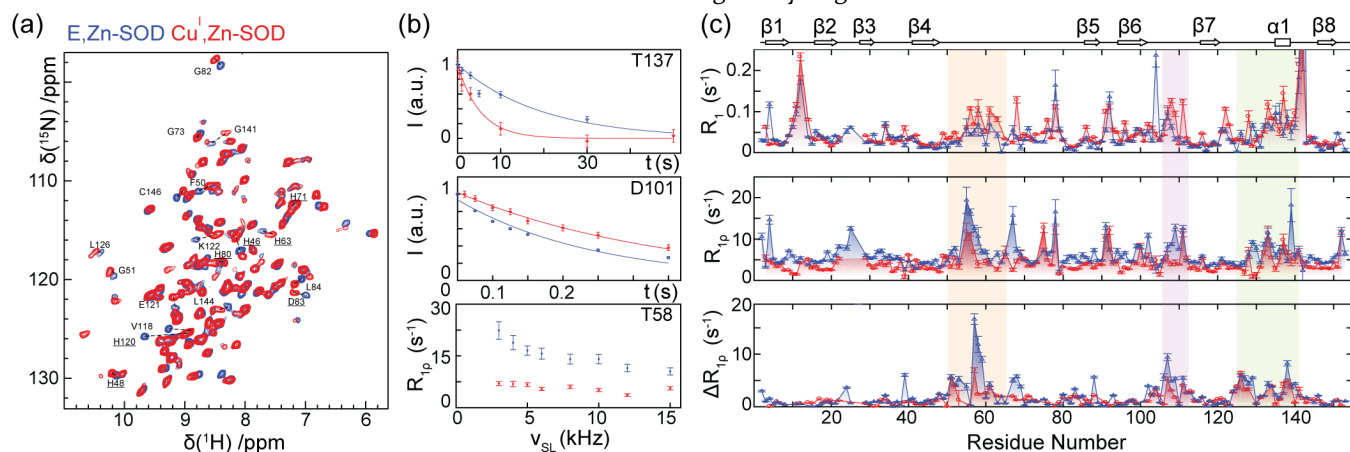 (a)
E,Zn-SOD CuI,Zn-SOD
G82
G73
G141
F50
C146
H71
L126
K122
H46
H63
H80
G51
L84
E121
L144
D83
V118
H120
H48
110
120
130
δ(15N) /ppm
10 9 8 7 6
δ(1H) /ppm
(b)
T137
1
0
I (a.u.)
0 10 30 t (s)
D101
1
0
I (a.u.)
0.1 0.2 t (s)
T58
30
15
0
R1ρ (s-1)
0 5 10 15
νSL (kHz)
(c)
β1 β2 β3 β4 β5 β6 β7 α1 β8
0.2
0.1
0
R1 (s-1)
20
10
0
R1ρ (s-1)
20
10
0
ΔR1ρ (s-1)
20 40 60 80 100 120 140
Residue Number